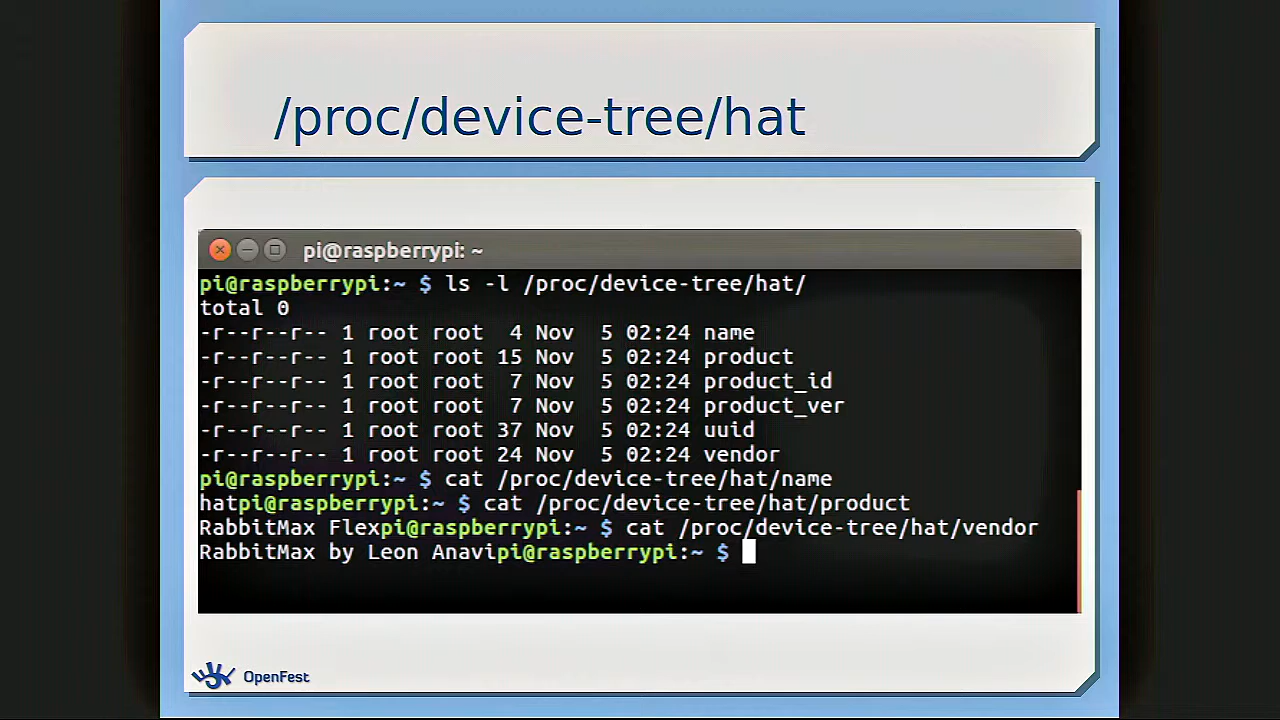 /proc/device-tree/hat
pi@raspberrypi: ~
pi@raspberrypi:~ $ ls -l /proc/device-tree/hat/
total 0
-r--r--r-- 1 root root  4 Nov  5 02:24 name
-r--r--r-- 1 root root 15 Nov  5 02:24 product
-r--r--r-- 1 root root  7 Nov  5 02:24 product_id
-r--r--r-- 1 root root  7 Nov  5 02:24 product_ver
-r--r--r-- 1 root root 37 Nov  5 02:24 uuid
-r--r--r-- 1 root root 24 Nov  5 02:24 vendor
pi@raspberrypi:~ $ cat /proc/device-tree/hat/name
hatpi@raspberrypi:~ $ cat /proc/device-tree/hat/product
RabbitMax Flexpi@raspberrypi:~ $ cat /proc/device-tree/hat/vendor
RabbitMax by Leon Anavipi@raspberrypi:~ $
OpenFest